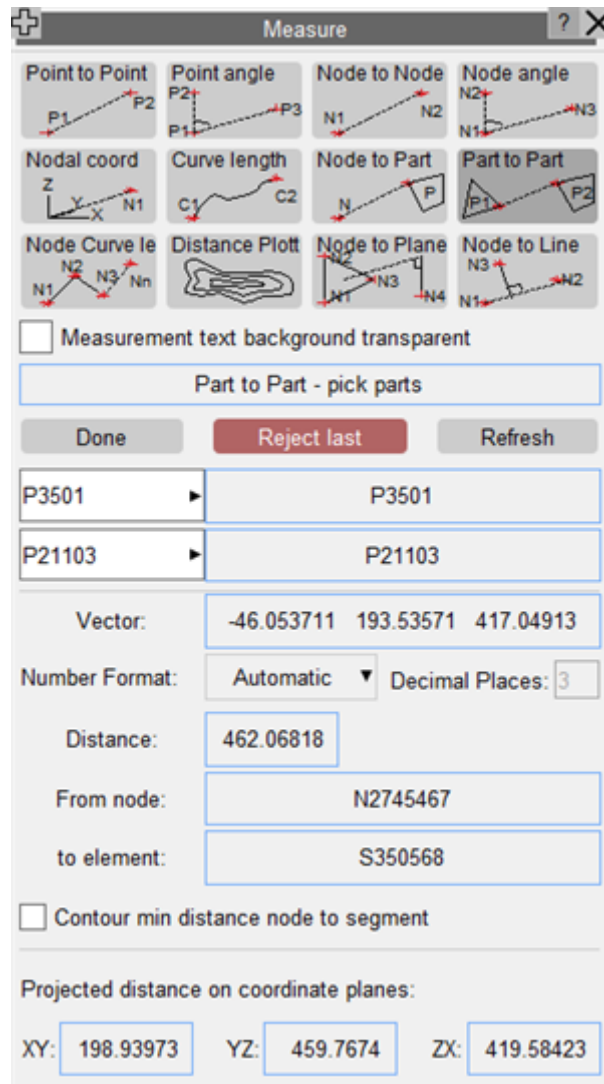 Measure ?
Point to Point Point angle Node to Node Node angle
P1 P2 P2 P1 P3 N1 N2 N2 N1 N3
Nodal coord Curve length Node to Part Part to Part
Z Y X N1 C1 C2 N P P1 P2
Node Curve le Distance Plott Node to Plane Node to Line
N1 N2 N3 Nn N2 N1 N3 N4 N3 N1 N2
Measurement text background transparent
Part to Part - pick parts
Done Reject last Refresh
P3501 P3501
P21103 P21103
Vector: -46.053711 193.53571 417.04913
Number Format: Automatic Decimal Places: 3
Distance: 462.06818
From node: N2745467
to element: S350568
Contour min distance node to segment
Projected distance on coordinate planes:
XY: 198.93973 YZ: 459.7674 ZX: 419.58423